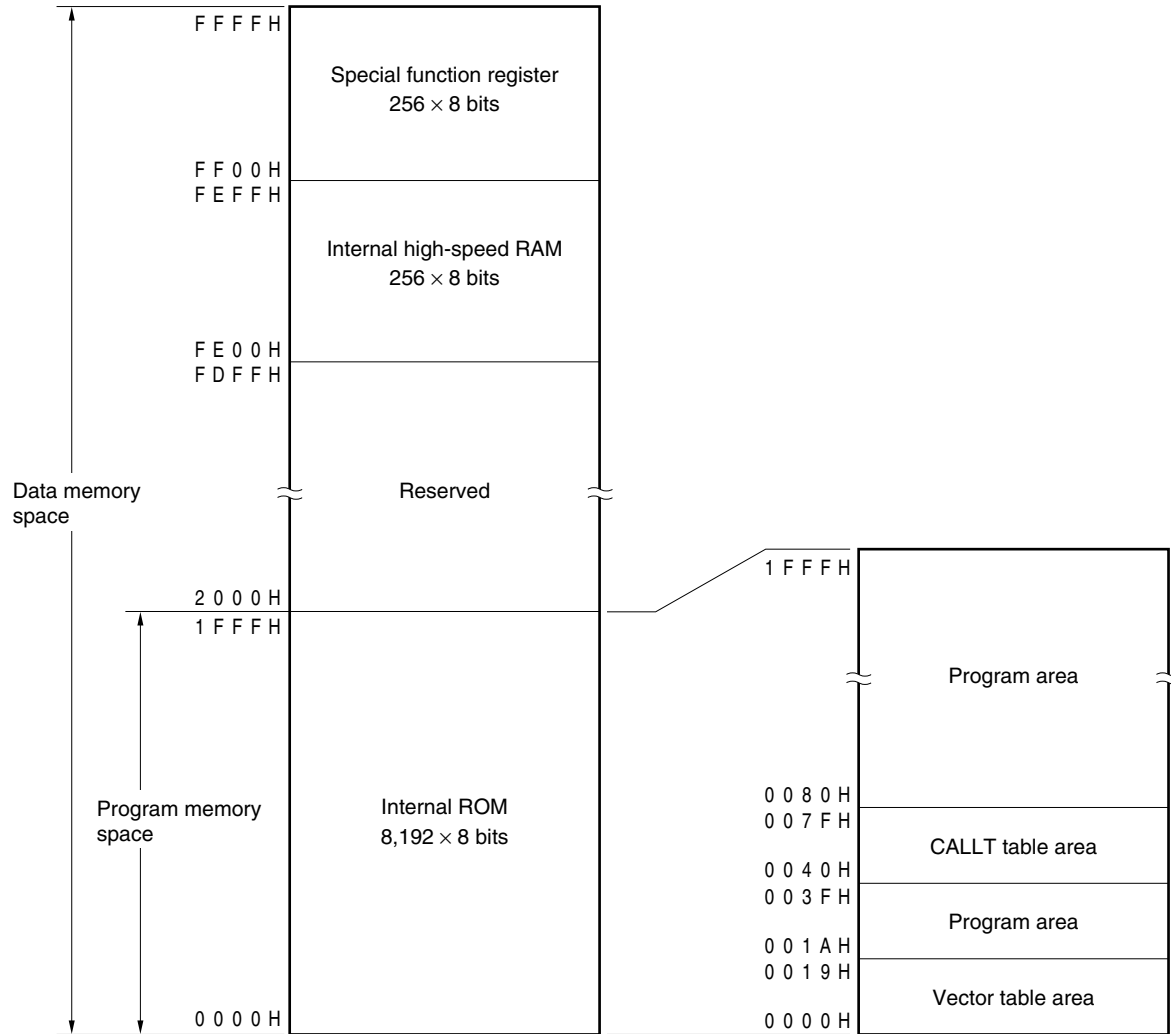 FFFFH
Special function register
256 × 8 bits
FF00H
FEFFH
Internal high-speed RAM
256 × 8 bits
FE00H
FDFFH
Data memory
space
Reserved
2000H
1FFFH
Program memory
space
Internal ROM
8,192 × 8 bits
0000H
1FFFH
Program area
0080H
007FH
CALLT table area
0040H
003FH
Program area
001AH
0019H
Vector table area
0000H